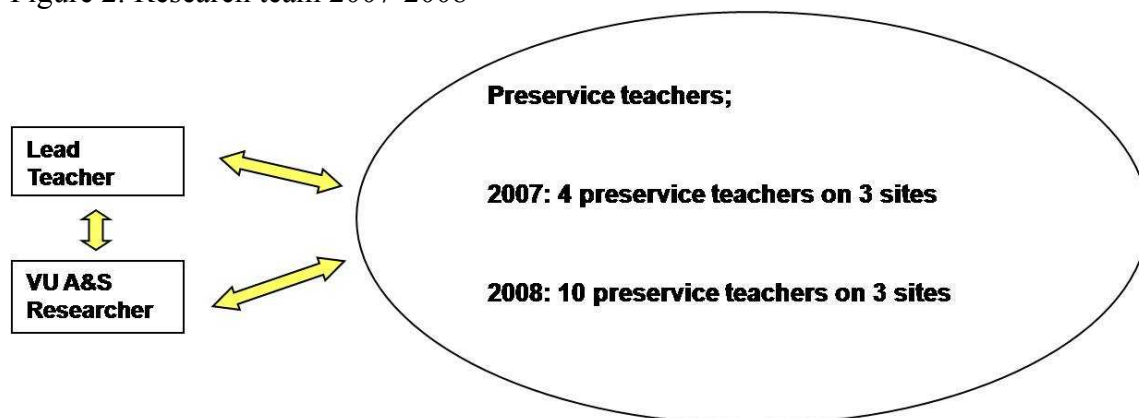 Figure 2: Research team 2007-2008
Preservice teachers;
Lead
Teacher
2007: 4 preservice teachers on 3 sites
VU A&S
Researcher
2008: 10 preservice teachers on 3 sites